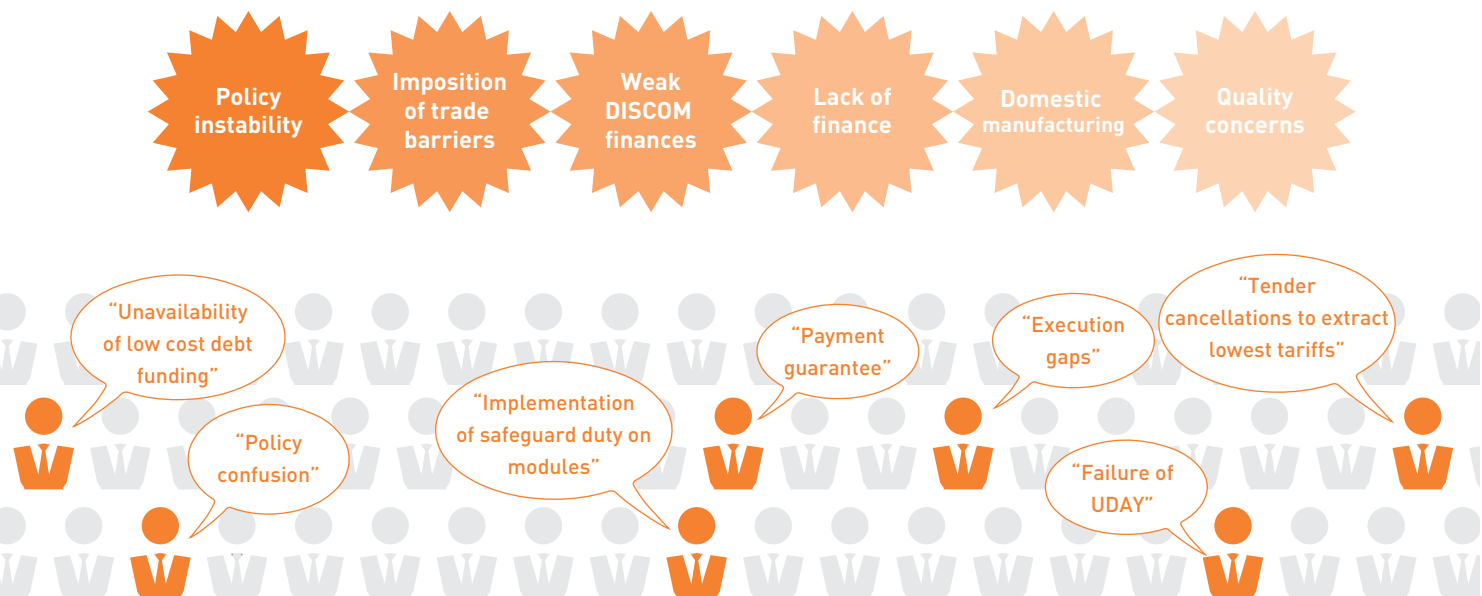 Policy
instability
Imposition
of trade
barriers
Weak
DISCOM
finances
Lack of
finance
Domestic
manufacturing
Quality
concerns
“Unavailability
of low cost debt
funding”
“Policy
confusion”
“Implementation
of safeguard duty on
modules”
“Payment
guarantee”
“Execution
gaps”
“Tender
cancellations to extract
lowest tariffs”
“Failure of
UDAY”